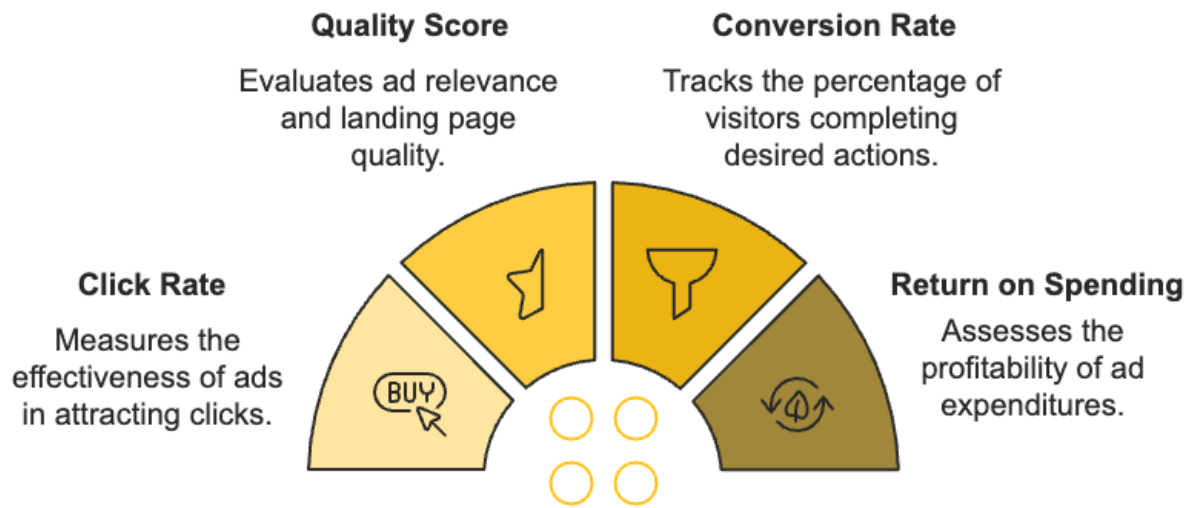 Quality Score
Evaluates ad relevance
and landing page
quality.
Conversion Rate
Tracks the percentage of
visitors completing
desired actions.
Click Rate
Measures the
effectiveness of ads
in attracting clicks.
BUY
Return on Spending
Assesses the
profitability of ad
expenditures.